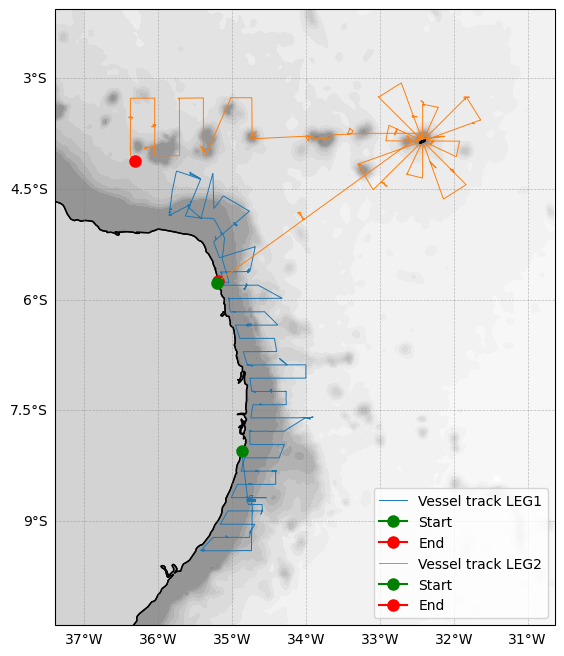 3°S
4.5°S
6°S
7.5°S
9°S
Vessel track LEG1
Start
End
Vessel track LEG2
Start
End
37°W 36°W 35°W 34°W 33°W 32°W 31°W